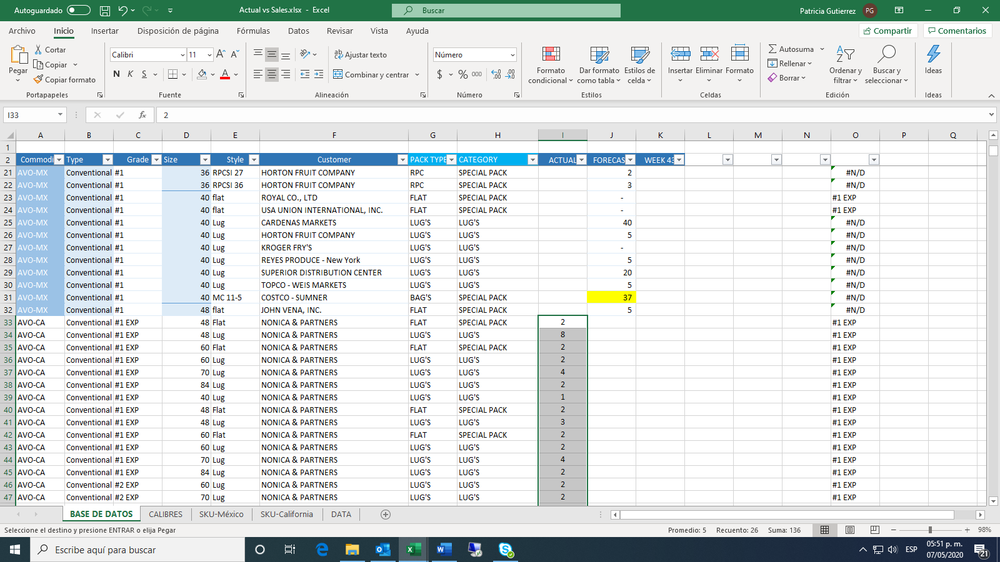 Autoguardado
Actual vs Sales.xlsx - Excel
Buscar
Patricia Gutierrez PG
Archivo Inicio Insertar Disposición de página Fórmulas Datos Revisar Vista Ayuda
Compartir Comentarios
Pegar Cortar Copiar Copiar formato
Calibri 11
N K S
Ajustar texto
Combinar y centrar
Número
$ % 000
Formato condicional
Dar formato como tabla
Estilos de celda
Insertar Eliminar Formato
Autosuma
Rellenar
Borrar
Ordenar y filtrar
Buscar y seleccionar
Ideas
Portapapeles Fuente Alineación Número Estilos Celdas Edición Ideas
I33 fx 2
A B C D E F G H I J K L M N O P Q
1
2 Commodi Type Grade Size Style Customer PACK TYPE CATEGORY ACTUAL FORECAS WEEK 43
21 AVO-MX Conventional #1 36 RPCSI 27 HORTON FRUIT COMPANY RPC SPECIAL PACK 2 #N/D
22 AVO-MX Conventional #1 36 RPCSI 36 HORTON FRUIT COMPANY RPC SPECIAL PACK 3 #N/D
23 AVO-MX Conventional #1 40 flat ROYAL CO., LTD FLAT SPECIAL PACK - #1 EXP
24 AVO-MX Conventional #1 40 flat USA UNION INTERNATIONAL, INC. FLAT SPECIAL PACK - #1 EXP
25 AVO-MX Conventional #1 40 Lug CARDENAS MARKETS LUG'S LUG'S 40 #N/D
26 AVO-MX Conventional #1 40 Lug HORTON FRUIT COMPANY LUG'S LUG'S 5 #N/D
27 AVO-MX Conventional #1 40 Lug KROGER FRY'S LUG'S LUG'S - #N/D
28 AVO-MX Conventional #1 40 Lug REYES PRODUCE - New York LUG'S LUG'S 5 #N/D
29 AVO-MX Conventional #1 40 Lug SUPERIOR DISTRIBUTION CENTER LUG'S LUG'S 20 #N/D
30 AVO-MX Conventional #1 40 Lug TOPCO - WEIS MARKETS LUG'S LUG'S 5 #N/D
31 AVO-MX Conventional #1 40 MC 11-5 COSTCO - SUMNER BAG'S SPECIAL PACK 37 #N/D
32 AVO-MX Conventional #1 48 flat JOHN VENA, INC. FLAT SPECIAL PACK 5 #N/D
33 AVO-CA Conventional #1 EXP 48 Flat NONICA & PARTNERS FLAT SPECIAL PACK 2 #1 EXP
34 AVO-CA Conventional #1 EXP 48 Lug NONICA & PARTNERS LUG'S LUG'S 8 #1 EXP
35 AVO-CA Conventional #1 EXP 60 Flat NONICA & PARTNERS FLAT SPECIAL PACK 2 #1 EXP
36 AVO-CA Conventional #1 EXP 60 Lug NONICA & PARTNERS LUG'S LUG'S 2 #1 EXP
37 AVO-CA Conventional #1 EXP 70 Lug NONICA & PARTNERS LUG'S LUG'S 4 #1 EXP
38 AVO-CA Conventional #1 EXP 84 Lug NONICA & PARTNERS LUG'S LUG'S 2 #1 EXP
39 AVO-CA Conventional #1 EXP 40 Lug NONICA & PARTNERS LUG'S LUG'S 1 #1 EXP
40 AVO-CA Conventional #1 EXP 48 Flat NONICA & PARTNERS FLAT SPECIAL PACK 2 #1 EXP
41 AVO-CA Conventional #1 EXP 48 Lug NONICA & PARTNERS LUG'S LUG'S 3 #1 EXP
42 AVO-CA Conventional #1 EXP 60 Flat NONICA & PARTNERS FLAT SPECIAL PACK 2 #1 EXP
43 AVO-CA Conventional #1 EXP 60 Lug NONICA & PARTNERS LUG'S LUG'S 2 #1 EXP
44 AVO-CA Conventional #1 EXP 70 Lug NONICA & PARTNERS LUG'S LUG'S 4 #1 EXP
45 AVO-CA Conventional #1 EXP 84 Lug NONICA & PARTNERS LUG'S LUG'S 2 #1 EXP
46 AVO-CA Conventional #2 EXP 60 Lug NONICA & PARTNERS LUG'S LUG'S 2 #1 EXP
47 AVO-CA Conventional #2 EXP 70 Lug NONICA & PARTNERS LUG'S LUG'S 2 #1 EXP
BASE DE DATOS CALIBRES SKU-México SKU-California DATA
Seleccione el destino y presione ENTRAR o elija Pegar
Promedio: 5 Recuento: 26 Suma: 136 98%
Escribe aquí para buscar
ESP
05:51 p. m.
07/05/2020
21